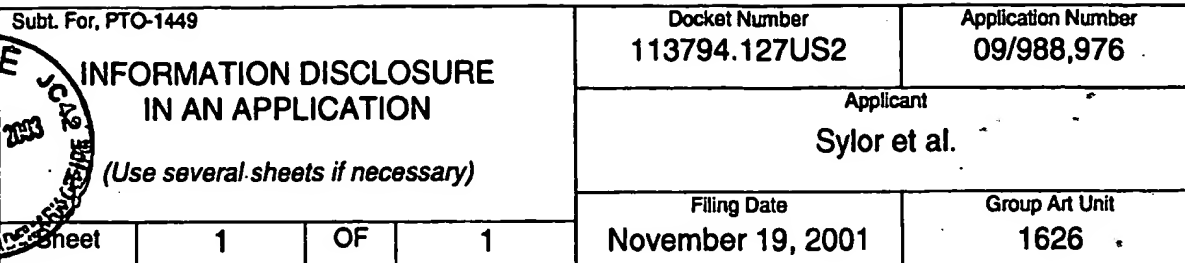 Subt. For, PTO-1449
INFORMATION DISCLOSURE
IN AN APPLICATION
(Use several sheets if necessary)
Sheet 1 OF 1
Docket Number
113794.127US2
Application Number
09/988,976
Applicant
Sylor et al.
Filing Date
November 19, 2001
Group Art Unit
1626
E JC42